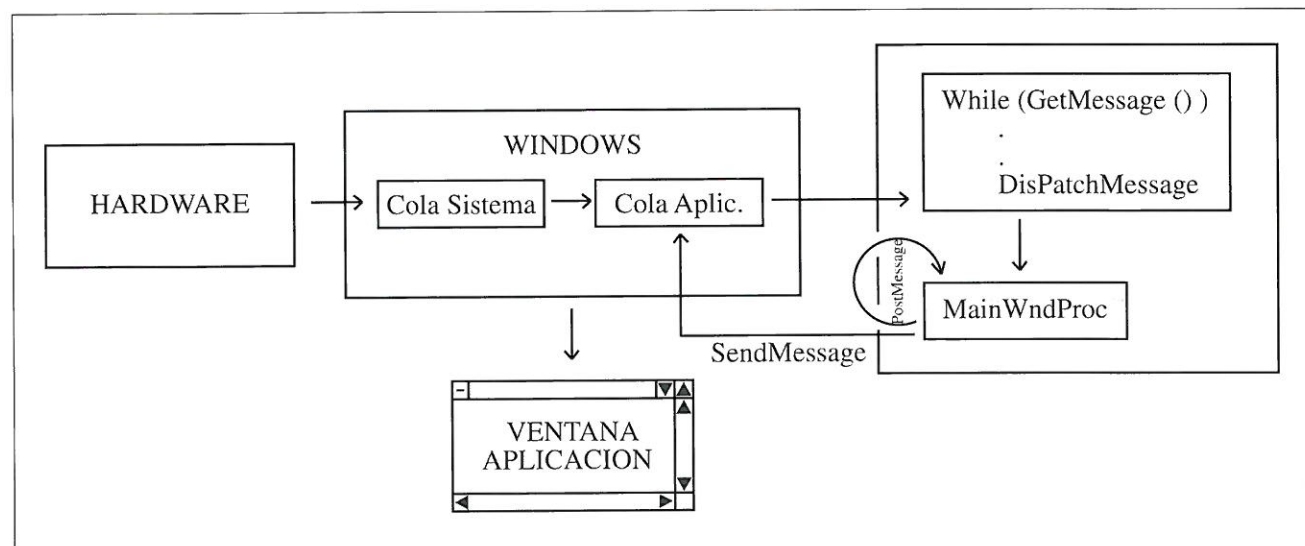 HARDWARE
WINDOWS
Cola Sistema
Cola Aplic.
While (GetMessage () )
.
.
DisPatchMessage
PostMessage
MainWndProc
SendMessage
-
VENTANA
APLICACION